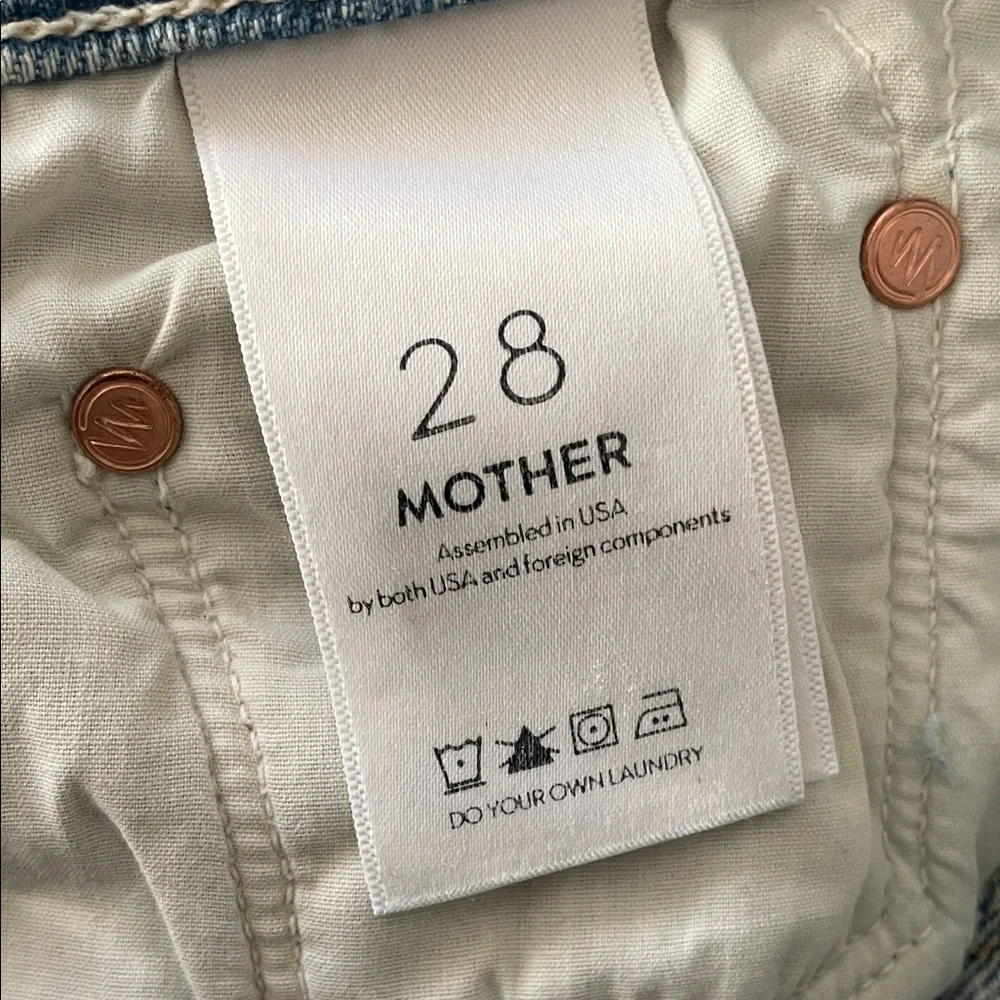 28
MOTHER
Assembled in USA
by both USA and foreign components
DO YOUR OWN LAUNDRY